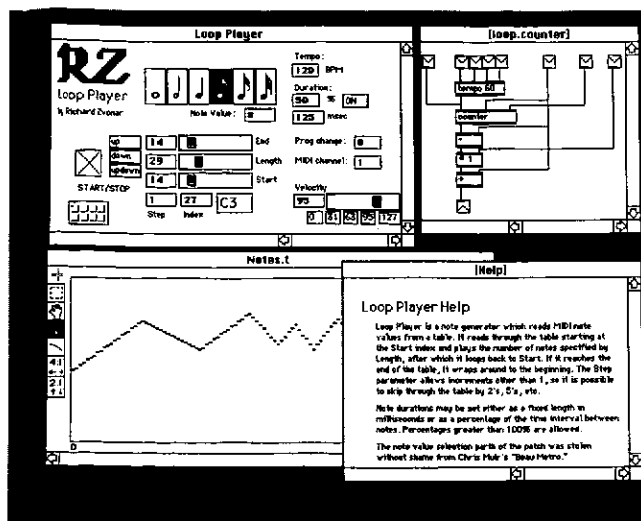 Loop Player
RZ
Loop Player
by Richard Zvonar
Note Value: 8
Tempo:
120 BPM
Duration:
50 % ON
125 msec
up
down
updown
START/STOP
14 End
29 Length
14 Start
1 27 C3
Step Index
Prog change: 0
MIDI channel: 1
Velocity
95
0 31 63 95 127
[loop.counter]
tempo 60
counter
-
* 1
+
Notes.t
4:1
2:1
0
[Help]
Loop Player Help
Loop Player is a note generator which reads MIDI note
values from a table. It reads through the table starting at
the Start index and plays the number of notes specified by
Length, after which it loops back to Start. If it reaches the
end of the table, it wraps around to the beginning. The Step
parameter allows increments other than 1, so it is possible
to skip through the table by 2's, 5's, etc.
Note durations may be set either as a fixed length in
milliseconds or as a percentage of the time interval between
notes. Percentages greater than 100% are allowed.
The note value selection part of the patch was stolen
without shame from Chris Muir's "Beau Metro."